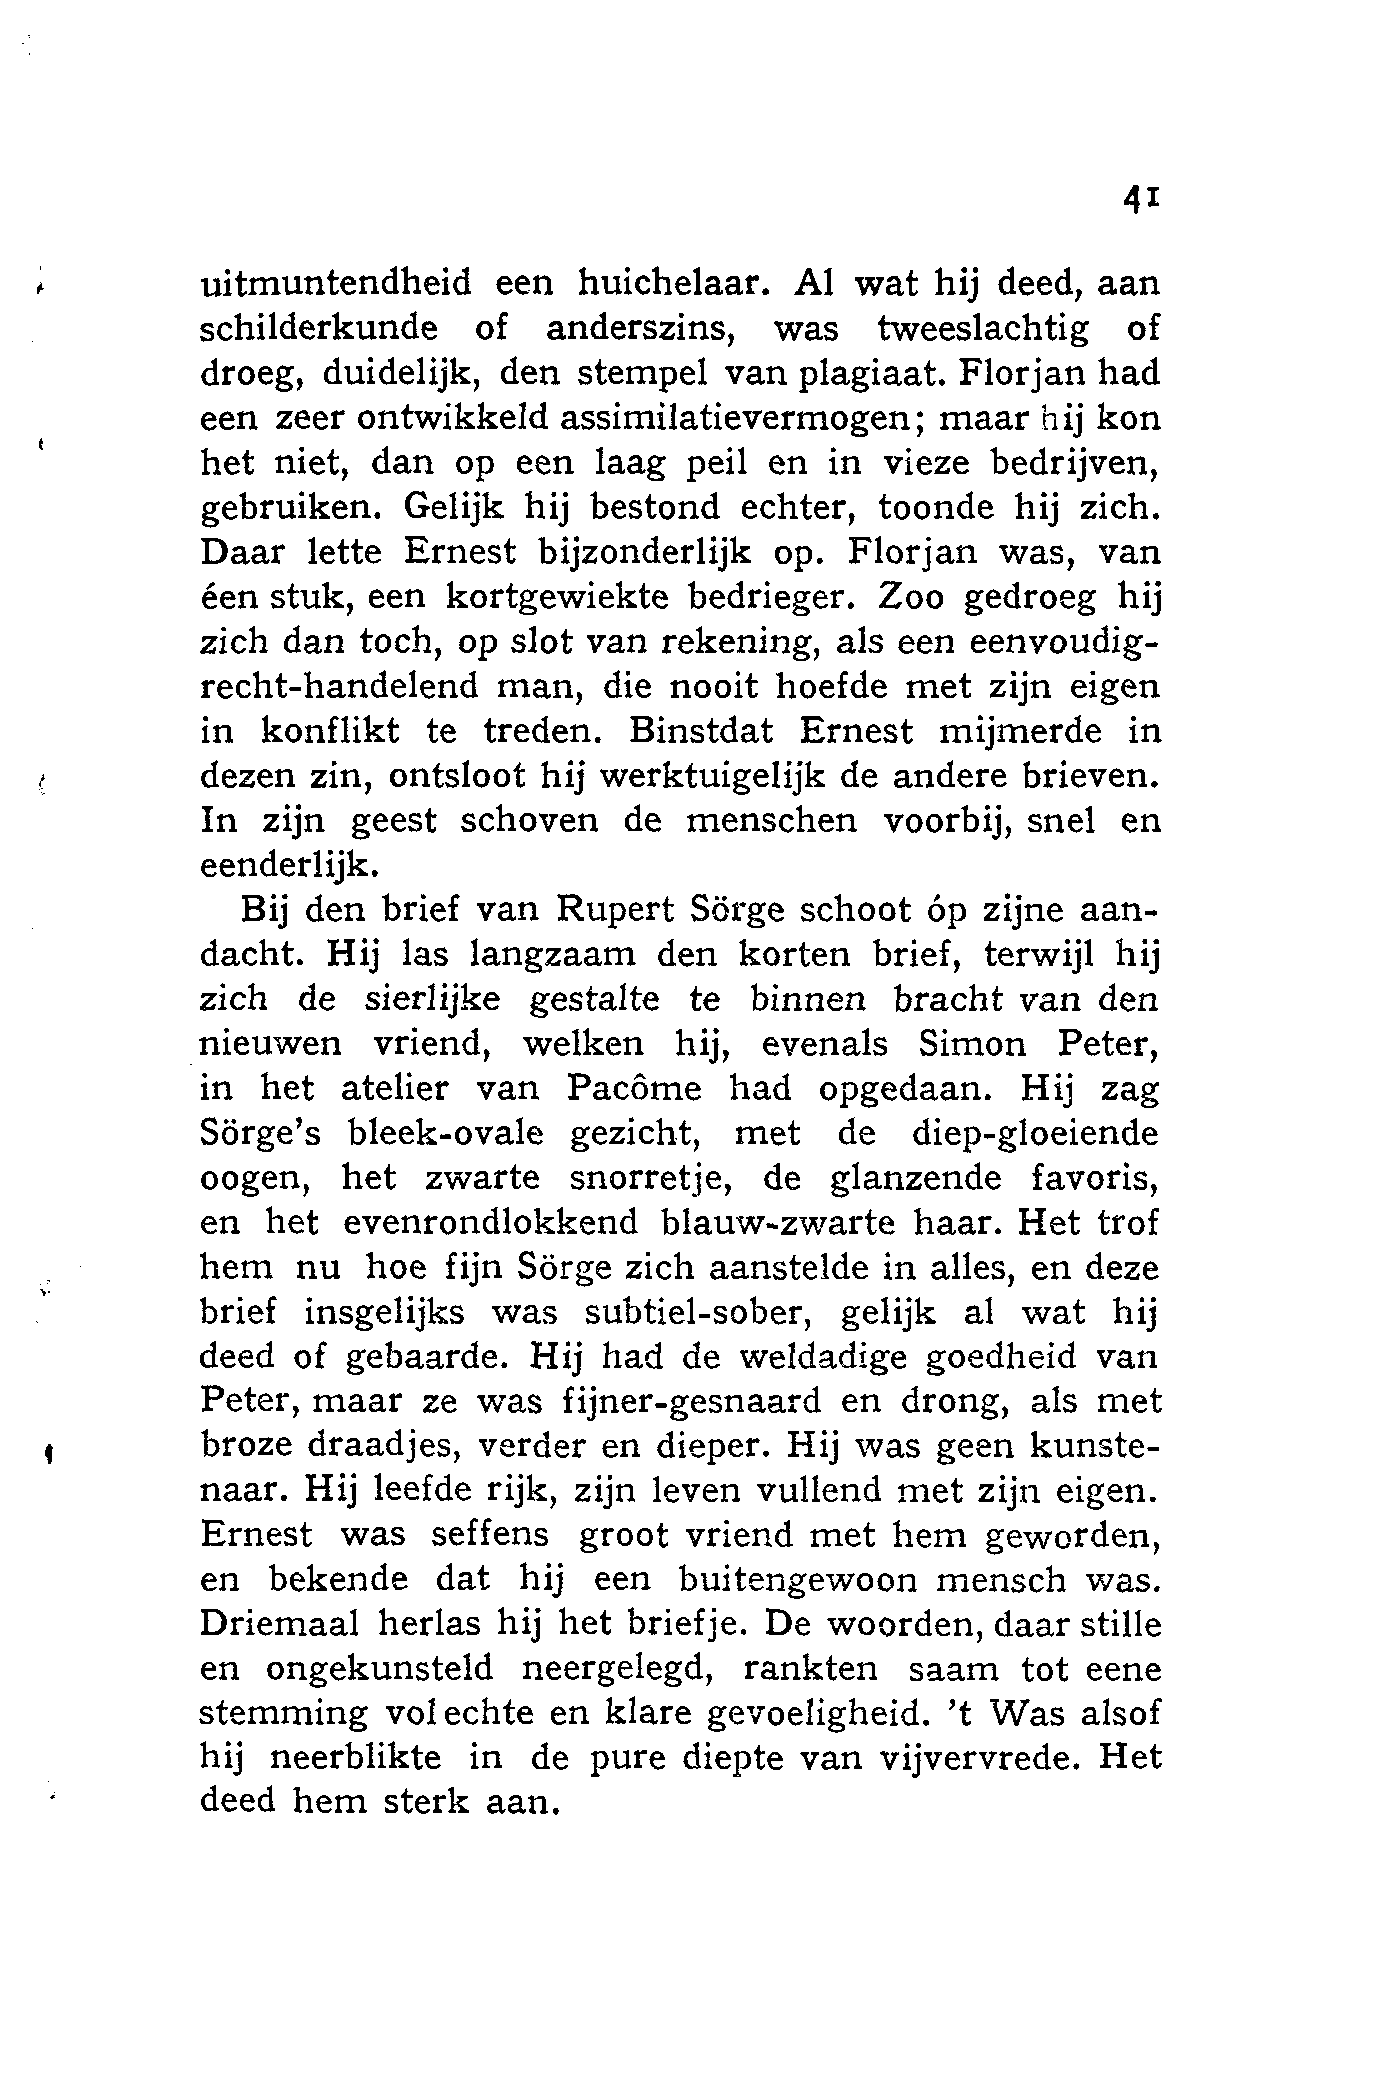 41
uitmuntendheid een huichelaar. Al wat hij deed, aan
schilderkunde of anderszins, was tweeslachtig of
droeg, duidelijk, den stempel van plagiaat. Florjan had
een zeer ontwikkeld assimilatievermogen; maar hij kon
het niet, dan op een laag peil en in vieze bedrijven,
gebruiken. Gelijk hij bestond echter, toonde hij zich.
Daar lette Ernest bijzonderlijk op. Florjan was, van
éen stuk, een kortgewiekte bedrieger. Zoo gedroeg hij
zich dan toch, op slot van rekening, als een eenvoudig-
recht-handelend man, die nooit hoefde met zijn eigen
in konflikt te treden. Binstdat Ernest mijmerde in
dezen zin, ontsloot hij werktuigelijk de andere brieven.
In zijn geest schoven de menschen voorbij, snel en
eenderlijk.
Bij den brief van Rupert Sörge schoot óp zijne aan-
dacht. Hij las langzaam den korten brief, terwijl hij
zich de sierlijke gestalte te binnen bracht van den
nieuwen vriend, welken hij, evenals Simon Peter,
in het atelier van Pacôme had opgedaan. Hij zag
Sörge's bleek-ovale gezicht, met de diep-gloeiende
oogen, het zwarte snorretje, de glanzende favoris,
en het evenrondlokkend blauw-zwarte haar. Het trof
hem nu hoe fijn Sörge zich aanstelde in alles, en deze
brief insgelijks was subtiel-sober, gelijk al wat hij
deed of gebaarde. Hij had de weldadige goedheid van
Peter, maar ze was fijner-gesnaard en drong, als met
broze draadjes, verder en dieper. Hij was geen kunste-
naar. Hij leefde rijk, zijn leven vullend met zijn eigen.
Ernest was seffens groot vriend met hem geworden,
en bekende dat hij een buitengewoon mensch was.
Driemaal herlas hij het briefje. De woorden, daar stille
en ongekunsteld neergelegd, rankten saam tot eene
stemming vol echte en klare gevoeligheid. 't Was alsof
hij neerblikte in de pure diepte van vijvervrede. Het
deed hem sterk aan.